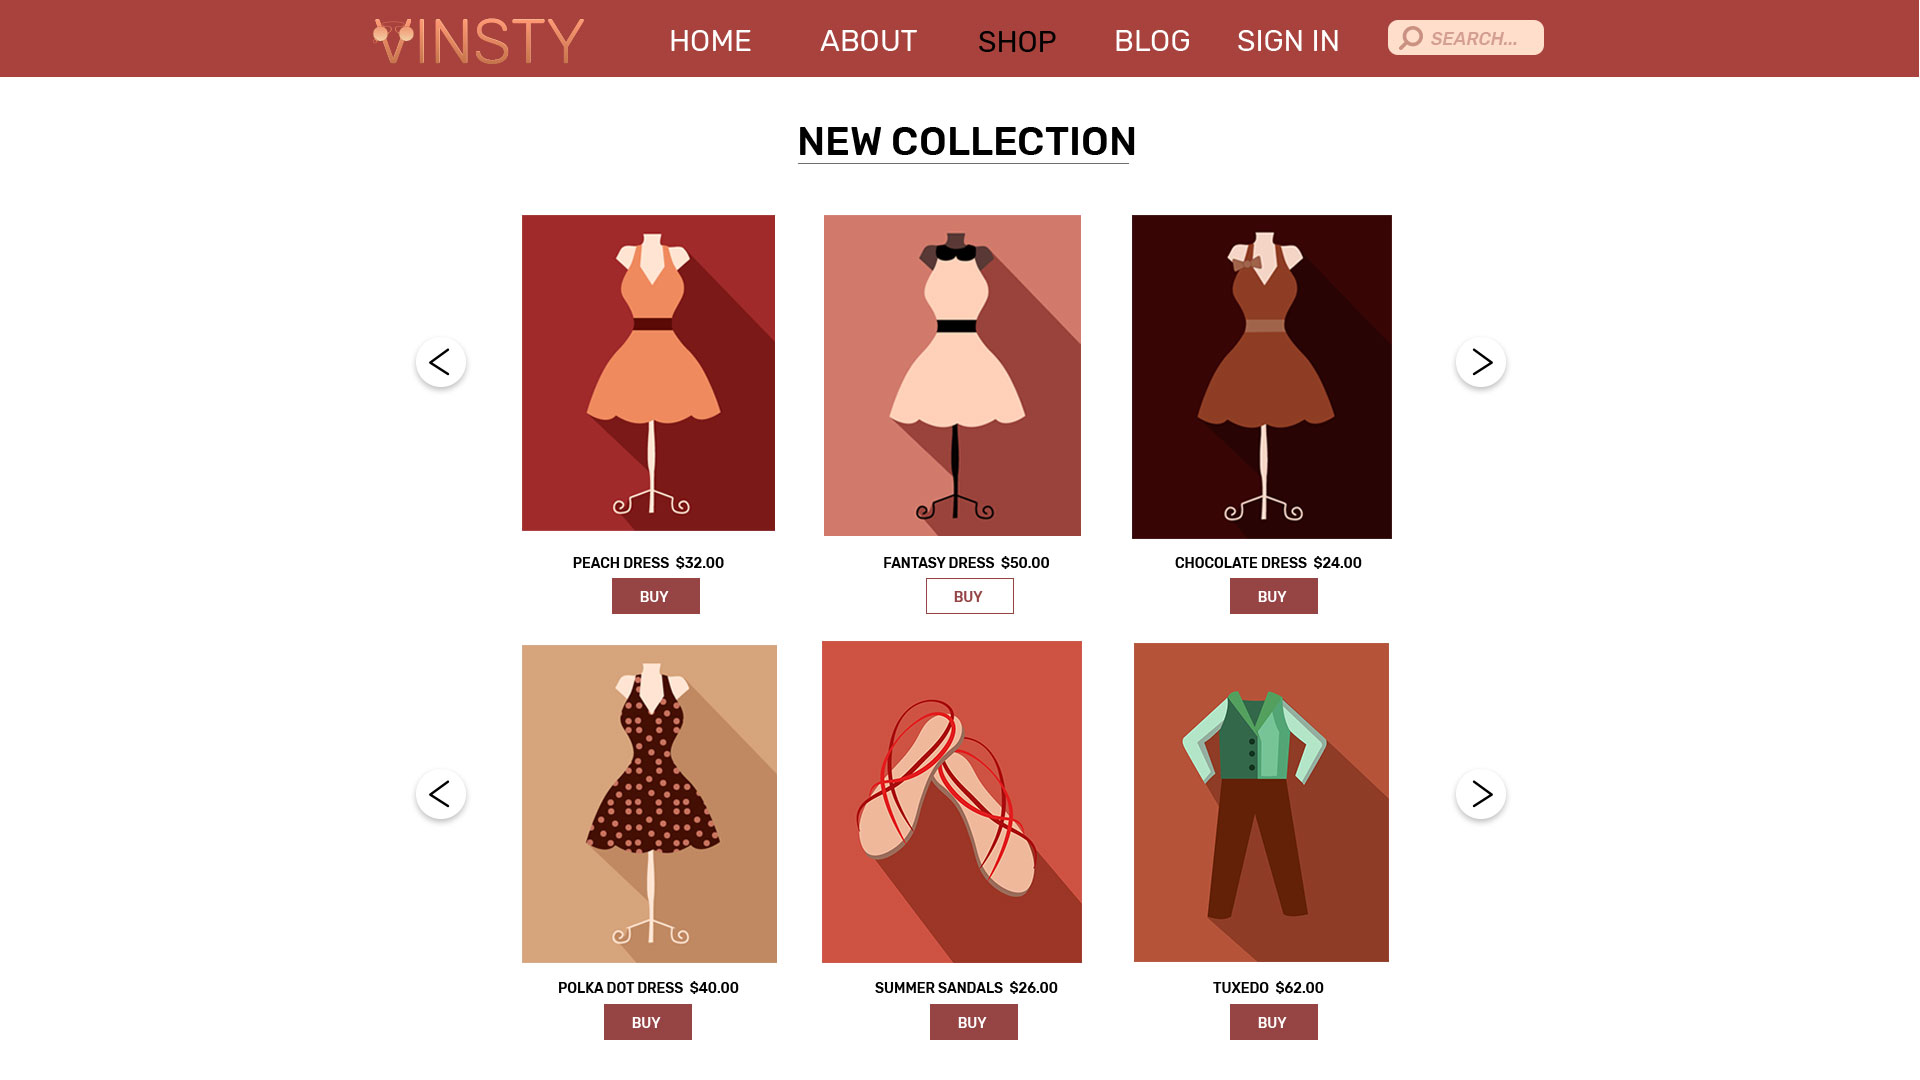 VINSTY HOME ABOUT SHOP BLOG SIGN IN SEARCH...
NEW COLLECTION
PEACH DRESS $32.00
BUY
FANTASY DRESS $50.00
BUY
CHOCOLATE DRESS $24.00
BUY
POLKA DOT DRESS $40.00
BUY
SUMMER SANDALS $26.00
BUY
TUXEDO $62.00
BUY